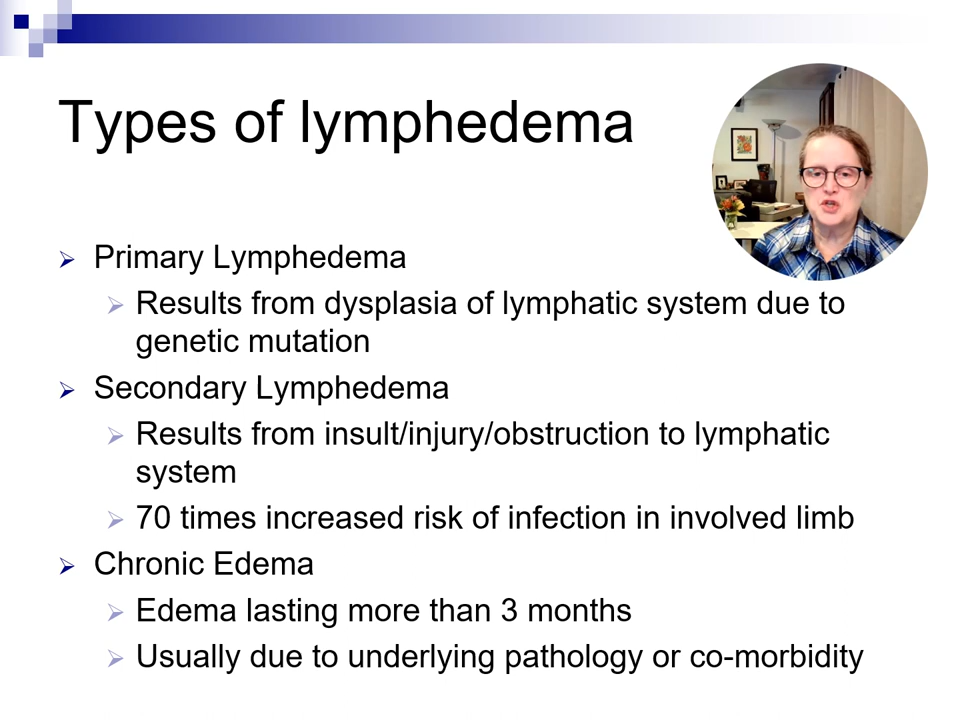 Types of lymphedema
Primary Lymphedema
Results from dysplasia of lymphatic system due to
genetic mutation
Secondary Lymphedema
Results from insult/injury/obstruction to lymphatic
system
70 times increased risk of infection in involved limb
Chronic Edema
Edema lasting more than 3 months
Usually due to underlying pathology or co-morbidity